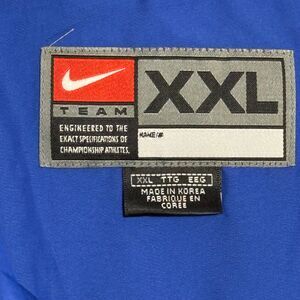 XXL
TEAM
ENGINEERED TO THE
EXACT SPECIFICATIONS OF
CHAMPIONSHIP ATHLETES.
NAME/#
XXL TTG EEG
MADE IN KOREA
FABRIQUE EN
COREE